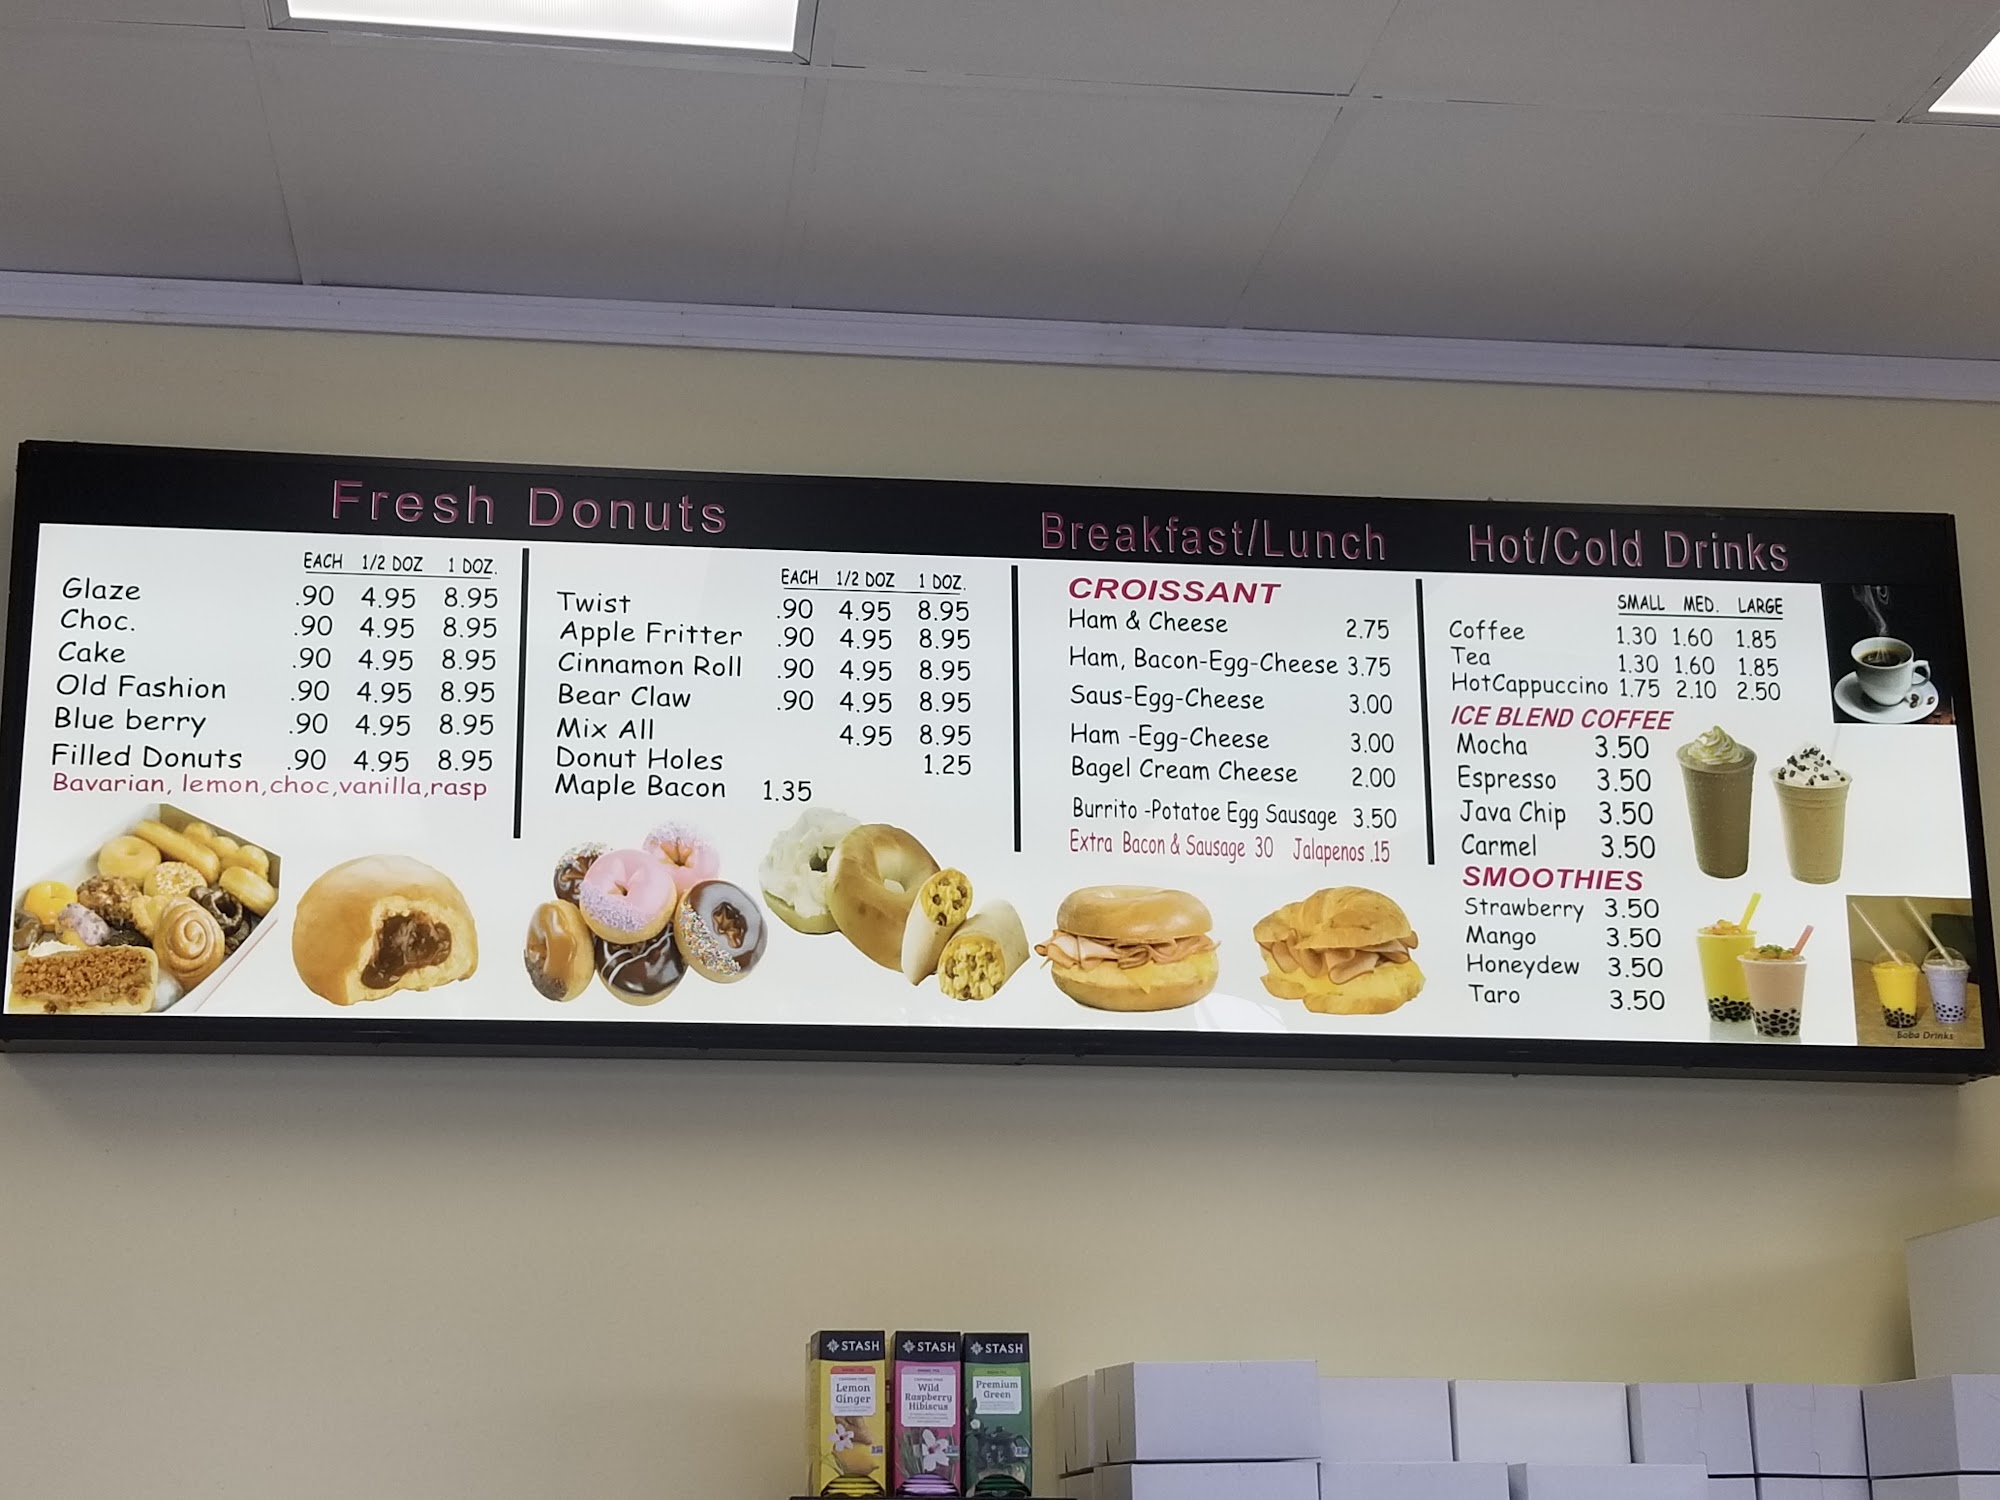 Fresh Donuts
EACH 1/2 DOZ 1 DOZ.
Glaze .90 4.95 8.95
Choc. .90 4.95 8.95
Cake .90 4.95 8.95
Old Fashion .90 4.95 8.95
Blue berry .90 4.95 8.95
Filled Donuts .90 4.95 8.95
Bavarian, lemon,choc,vanilla,rasp
EACH 1/2 DOZ 1 DOZ.
Twist .90 4.95 8.95
Apple Fritter .90 4.95 8.95
Cinnamon Roll .90 4.95 8.95
Bear Claw .90 4.95 8.95
Mix All 4.95 8.95
Donut Holes 1.25
Maple Bacon 1.35
Breakfast/Lunch
CROISSANT
Ham & Cheese 2.75
Ham, Bacon-Egg-Cheese 3.75
Saus-Egg-Cheese 3.00
Ham -Egg-Cheese 3.00
Bagel Cream Cheese 2.00
Burrito -Potatoe Egg Sausage 3.50
Extra Bacon & Sausage 30 Jalapenos .15
Hot/Cold Drinks
SMALL MED. LARGE
Coffee 1.30 1.60 1.85
Tea 1.30 1.60 1.85
HotCappuccino 1.75 2.10 2.50
ICE BLEND COFFEE
Mocha 3.50
Espresso 3.50
Java Chip 3.50
Carmel 3.50
SMOOTHIES
Strawberry 3.50
Mango 3.50
Honeydew 3.50
Taro 3.50
Boba Drinks
STASH
Lemon
Ginger
STASH
Wild
Raspberry
Hibiscus
STASH
Premium
Green